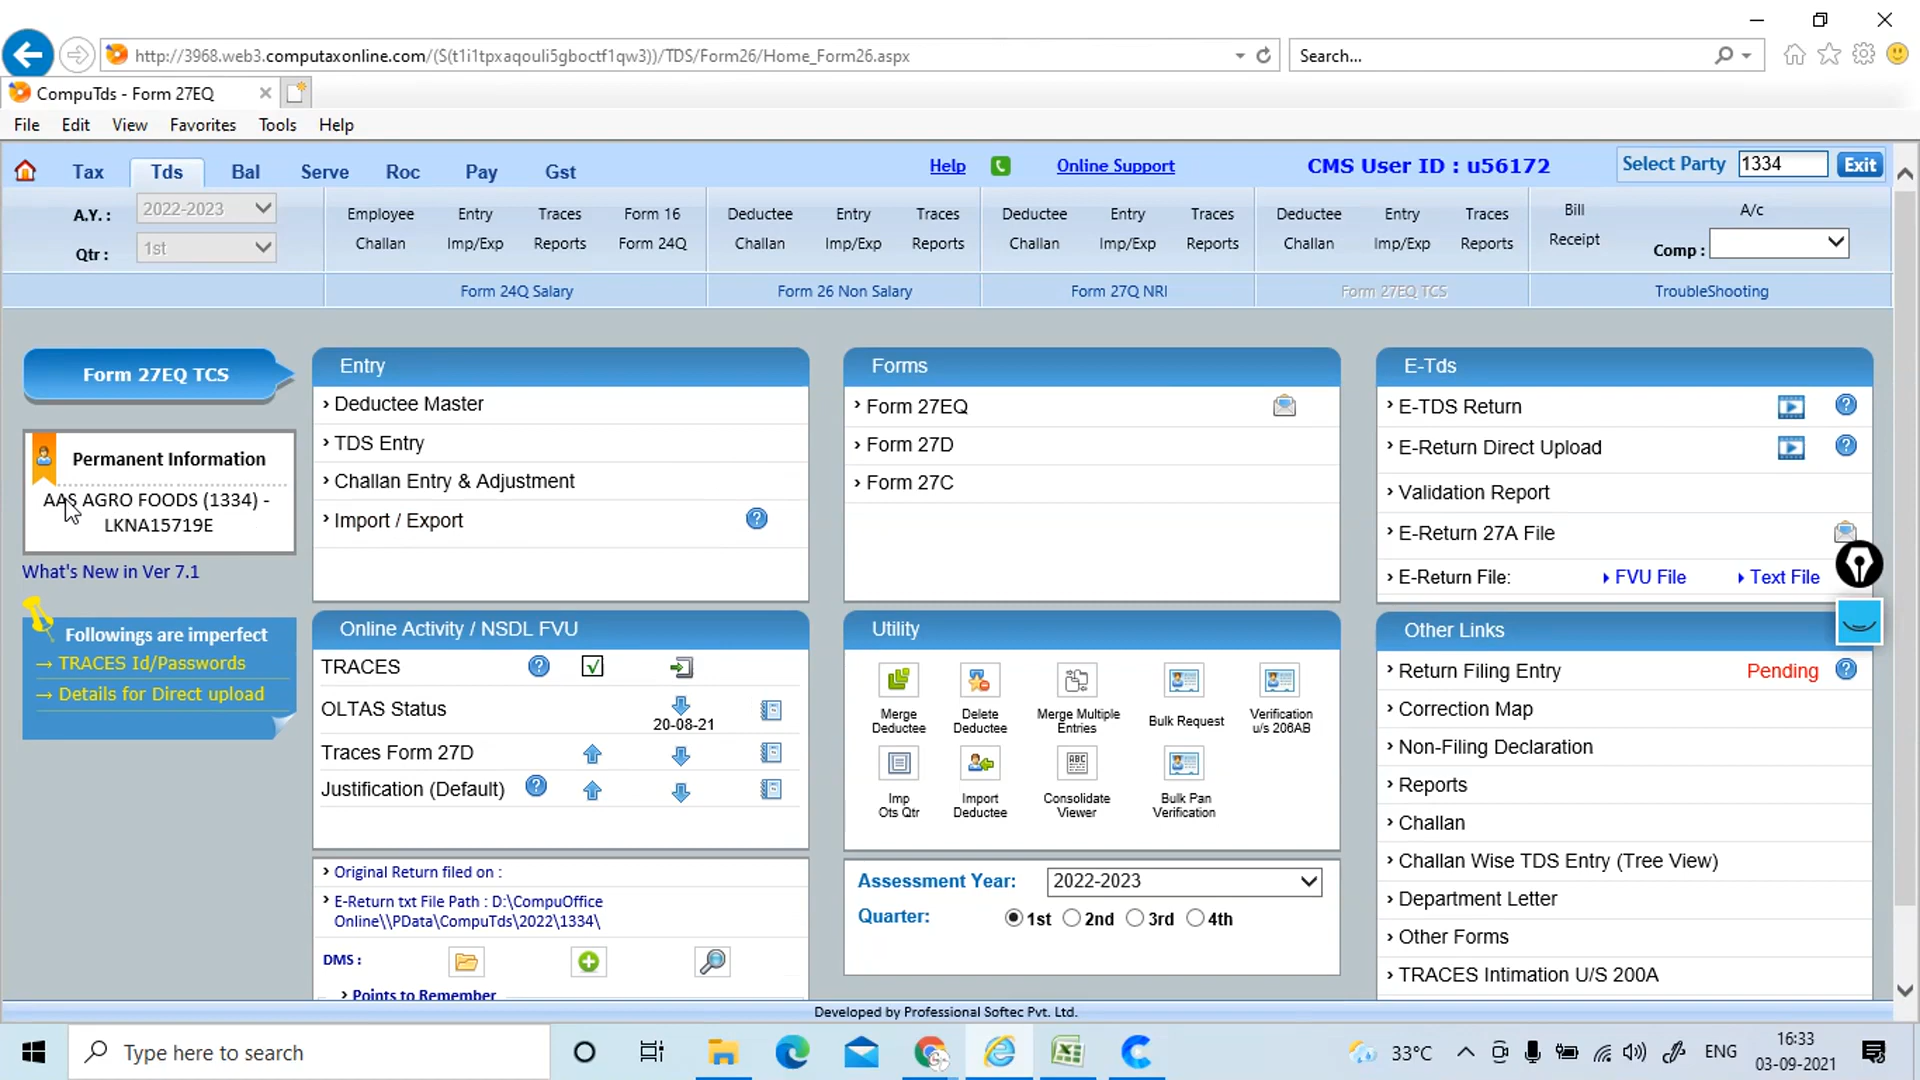 http://3968.web3.computaxonline.com/(S(t1i1tpxaqouli5gboctf1qw3))/TDS/Form26/Home_Form26.aspx
Search...
CompuTds - Form 27EQ
File Edit View Favorites Tools Help
Tax Tds Bal Serve Roc Pay Gst
Help Online Support CMS User ID : u56172 Select Party 1334 Exit
A.Y. : 2022-2023
Qtr : 1st
Employee Entry Traces Form 16
Challan Imp/Exp Reports Form 24Q
Form 24Q Salary
Deductee Entry Traces
Challan Imp/Exp Reports
Form 26 Non Salary
Deductee Entry Traces
Challan Imp/Exp Reports
Form 27Q NRI
Deductee Entry Traces
Challan Imp/Exp Reports
Form 27EQ TCS
Bill A/c
Receipt Comp :
TroubleShooting
Form 27EQ TCS
Permanent Information
AAS AGRO FOODS (1334) -
LKNA15719E
What's New in Ver 7.1
Followings are imperfect
→ TRACES Id/Passwords
→ Details for Direct upload
Entry
› Deductee Master
› TDS Entry
› Challan Entry & Adjustment
› Import / Export
Forms
› Form 27EQ
› Form 27D
› Form 27C
E-Tds
› E-TDS Return
› E-Return Direct Upload
› Validation Report
› E-Return 27A File
› E-Return File: FVU File Text File
Online Activity / NSDL FVU
TRACES
OLTAS Status
20-08-21
Traces Form 27D
Justification (Default)
› Original Return filed on :
› E-Return txt File Path : D:\CompuOffice
Online\\PData\CompuTds\2022\1334\
DMS :
› Points to Remember
Utility
Merge Deductee
Delete Deductee
Merge Multiple Entries
Bulk Request
Verification u/s 206AB
Imp Ots Qtr
Import Deductee
ABC
Consolidate Viewer
Bulk Pan Verification
Assessment Year: 2022-2023
Quarter: 1st 2nd 3rd 4th
Other Links
› Return Filing Entry Pending
› Correction Map
› Non-Filing Declaration
› Reports
› Challan
› Challan Wise TDS Entry (Tree View)
› Department Letter
› Other Forms
› TRACES Intimation U/S 200A
Developed by Professional Softec Pvt. Ltd.
Type here to search
33°C ENG
16:33
03-09-2021